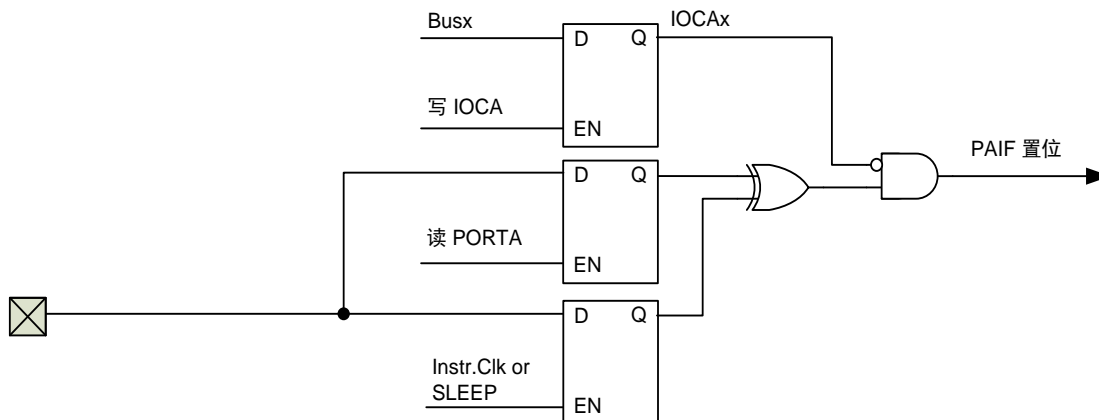 Busx
IOCAx
D
Q
写 IOCA
EN
PAIF 置位
D
Q
读 PORTA
EN
D
Q
Instr.Clk or
SLEEP
EN